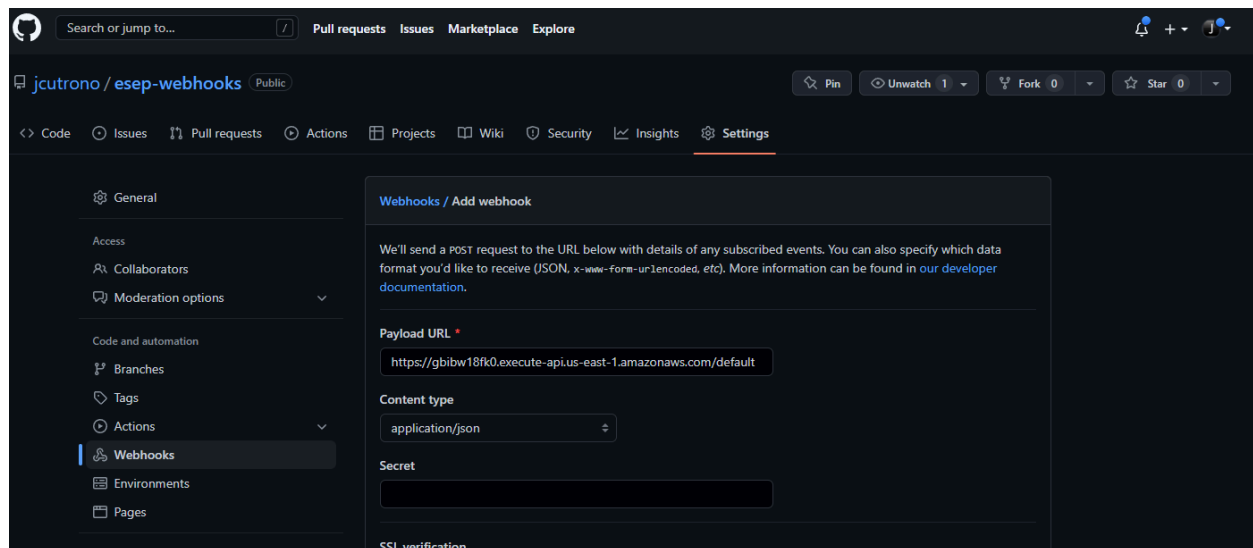 Search or jump to... / Pull requests Issues Marketplace Explore
jcutrono / esep-webhooks Public Pin Unwatch 1 Fork 0 Star 0
<> Code Issues Pull requests Actions Projects Wiki Security Insights Settings
General
Access
Collaborators
Moderation options
Code and automation
Branches
Tags
Actions
Webhooks
Environments
Pages
Webhooks / Add webhook
We'll send a POST request to the URL below with details of any subscribed events. You can also specify which data
format you'd like to receive (JSON, x-www-form-urlencoded, etc). More information can be found in our developer
documentation.
Payload URL *
https://gbibw18fk0.execute-api.us-east-1.amazonaws.com/default
Content type
application/json
Secret
SSL verification